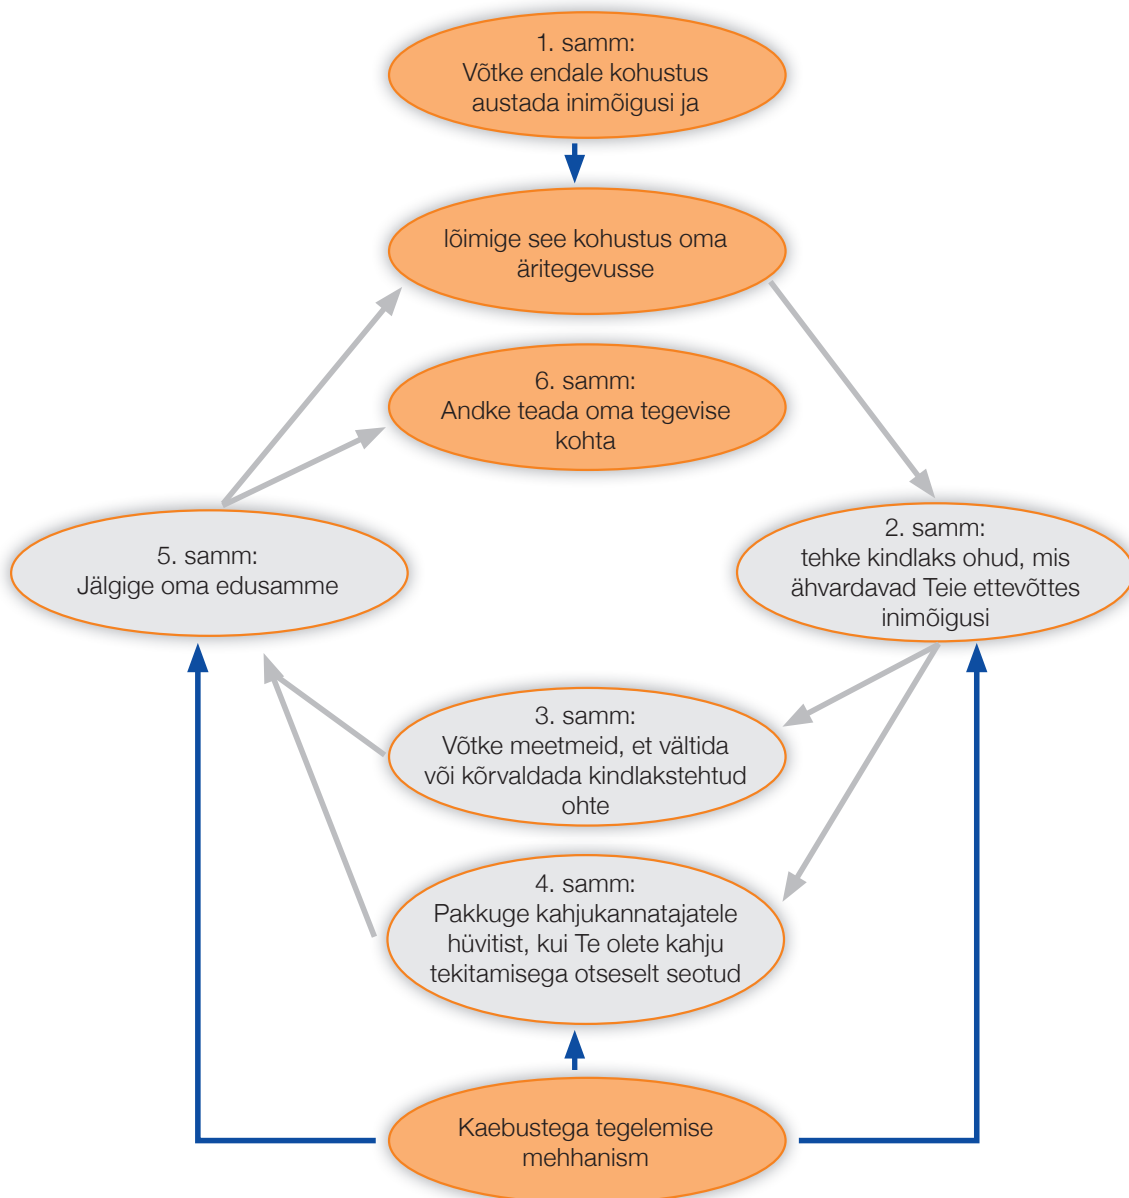 1. samm:
Võtke endale kohustus
austada inimõigusi ja
lõimige see kohustus oma
äritegevusse
6. samm:
Andke teada oma tegevise
kohta
5. samm:
Jälgige oma edusamme
2. samm:
tehke kindlaks ohud, mis
ähvardavad Teie ettevõttes
inimõigusi
3. samm:
Võtke meetmeid, et vältida
või kõrvaldada kindlakstehtud
ohte
4. samm:
Pakkuge kahjukannatajatele
hüvitist, kui Te olete kahju
tekitamisega otseselt seotud
Kaebustega tegelemise
mehhanism